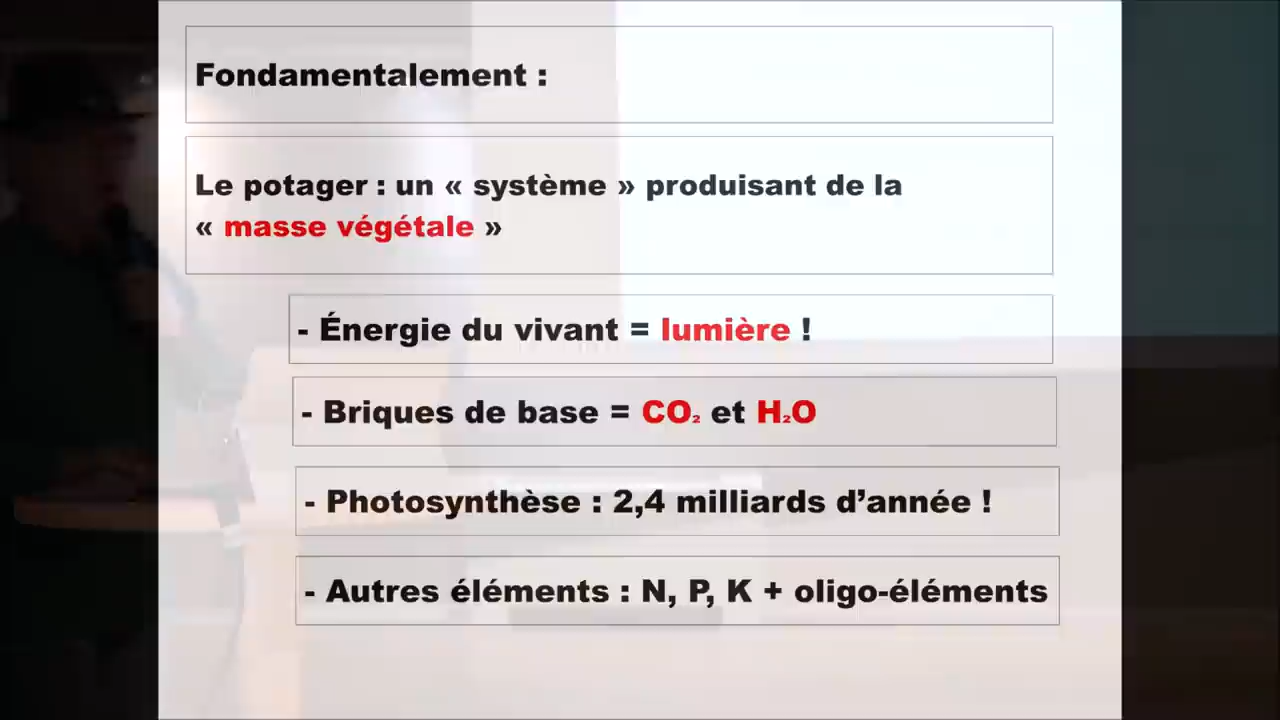 Fondamentalement :
Le potager : un « système » produisant de la
« masse végétale »
- Énergie du vivant = lumière !
- Briques de base = CO₂ et H₂O
- Photosynthèse : 2,4 milliards d’année !
- Autres éléments : N, P, K + oligo-éléments